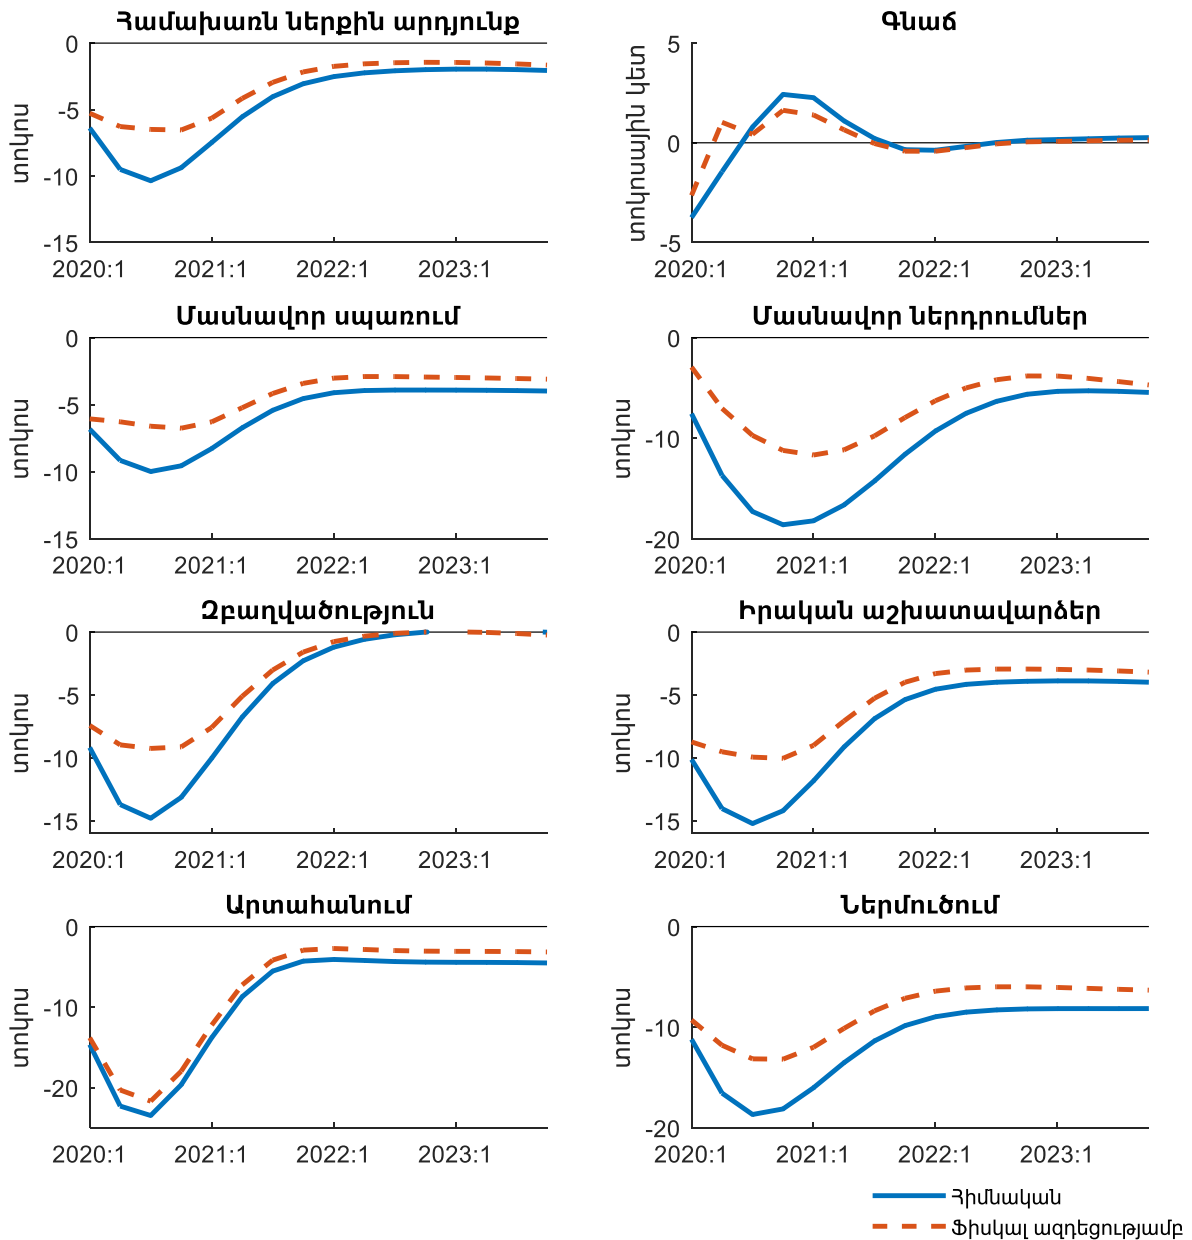 Համախառն ներքին արդյունք
տոկոս
0
-5
-10
-15
2020:1 2021:1 2022:1 2023:1
Գնաճ
տոկոսային կետ
5
0
-5
2020:1 2021:1 2022:1 2023:1
Մասնավոր սպառում
տոկոս
0
-5
-10
-15
2020:1 2021:1 2022:1 2023:1
Մասնավոր ներդրումներ
տոկոս
0
-10
-20
2020:1 2021:1 2022:1 2023:1
Զբաղվածություն
տոկոս
0
-5
-10
-15
2020:1 2021:1 2022:1 2023:1
Իրական աշխատավարձեր
տոկոս
0
-5
-10
-15
2020:1 2021:1 2022:1 2023:1
Արտահանում
տոկոս
0
-10
-20
2020:1 2021:1 2022:1 2023:1
Ներմուծում
տոկոս
0
-10
-20
2020:1 2021:1 2022:1 2023:1
Հիմնական
Ֆիսկալ ազդեցությամբ